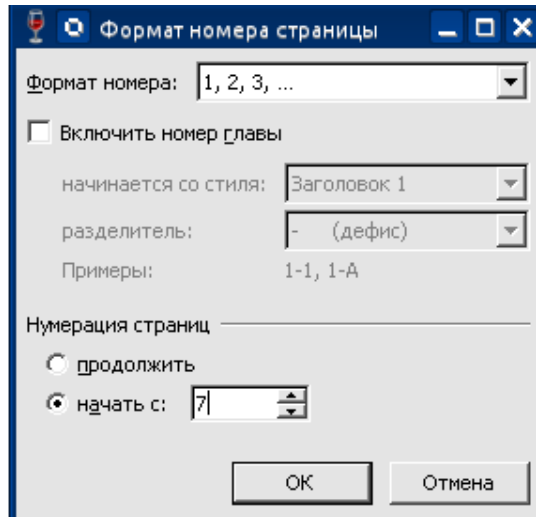 Формат номера страницы
Формат номера: 1, 2, 3, ...
Включить номер главы
начинается со стиля: Заголовок 1
разделитель: - (дефис)
Примеры: 1-1, 1-A
Нумерация страниц
продолжить
начать с: 7
ОК Отмена